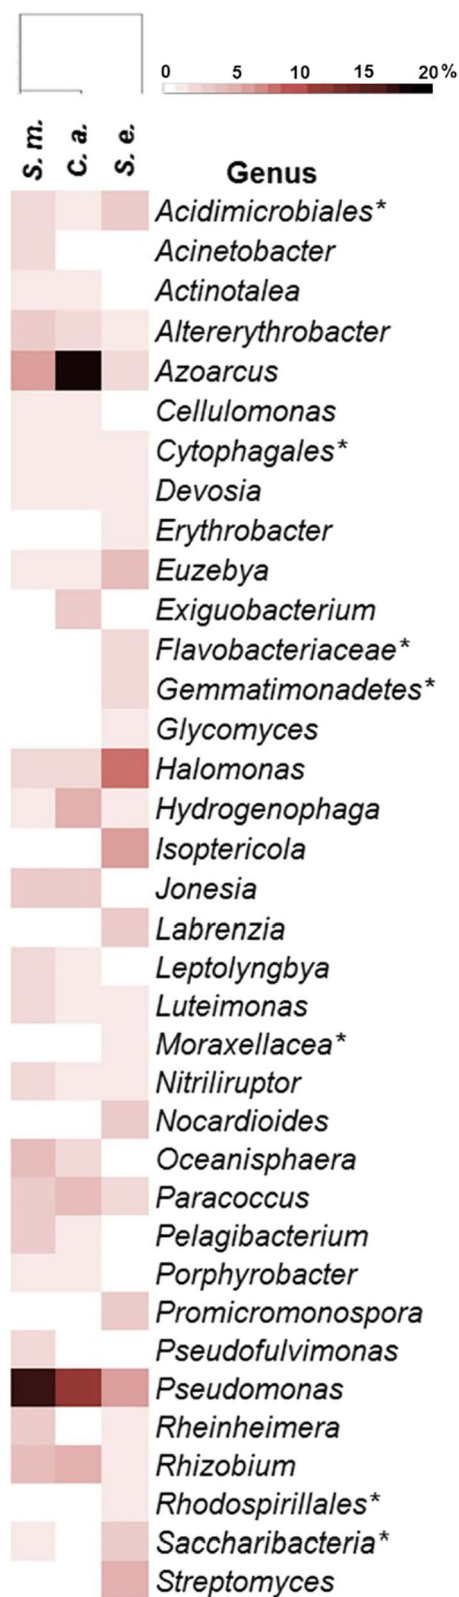 0 5 10 15 20 %
S. m. C. a. S. e.
Genus
Acidimicrobiales*
Acinetobacter
Actinotalea
Altererythrobacter
Azoarcus
Cellulomonas
Cytophagales*
Devosia
Erythrobacter
Euzebya
Exiguobacterium
Flavobacteriaceae*
Gemmatimonadetes*
Glycomyces
Halomonas
Hydrogenophaga
Isoptericola
Jonesia
Labrenzia
Leptolyngbya
Luteimonas
Moraxellacea*
Nitriliruptor
Nocardioides
Oceanisphaera
Paracoccus
Pelagibacterium
Porphyrobacter
Promicromonospora
Pseudofulvimonas
Pseudomonas
Rheinheimera
Rhizobium
Rhodospirillales*
Saccharibacteria*
Streptomyces